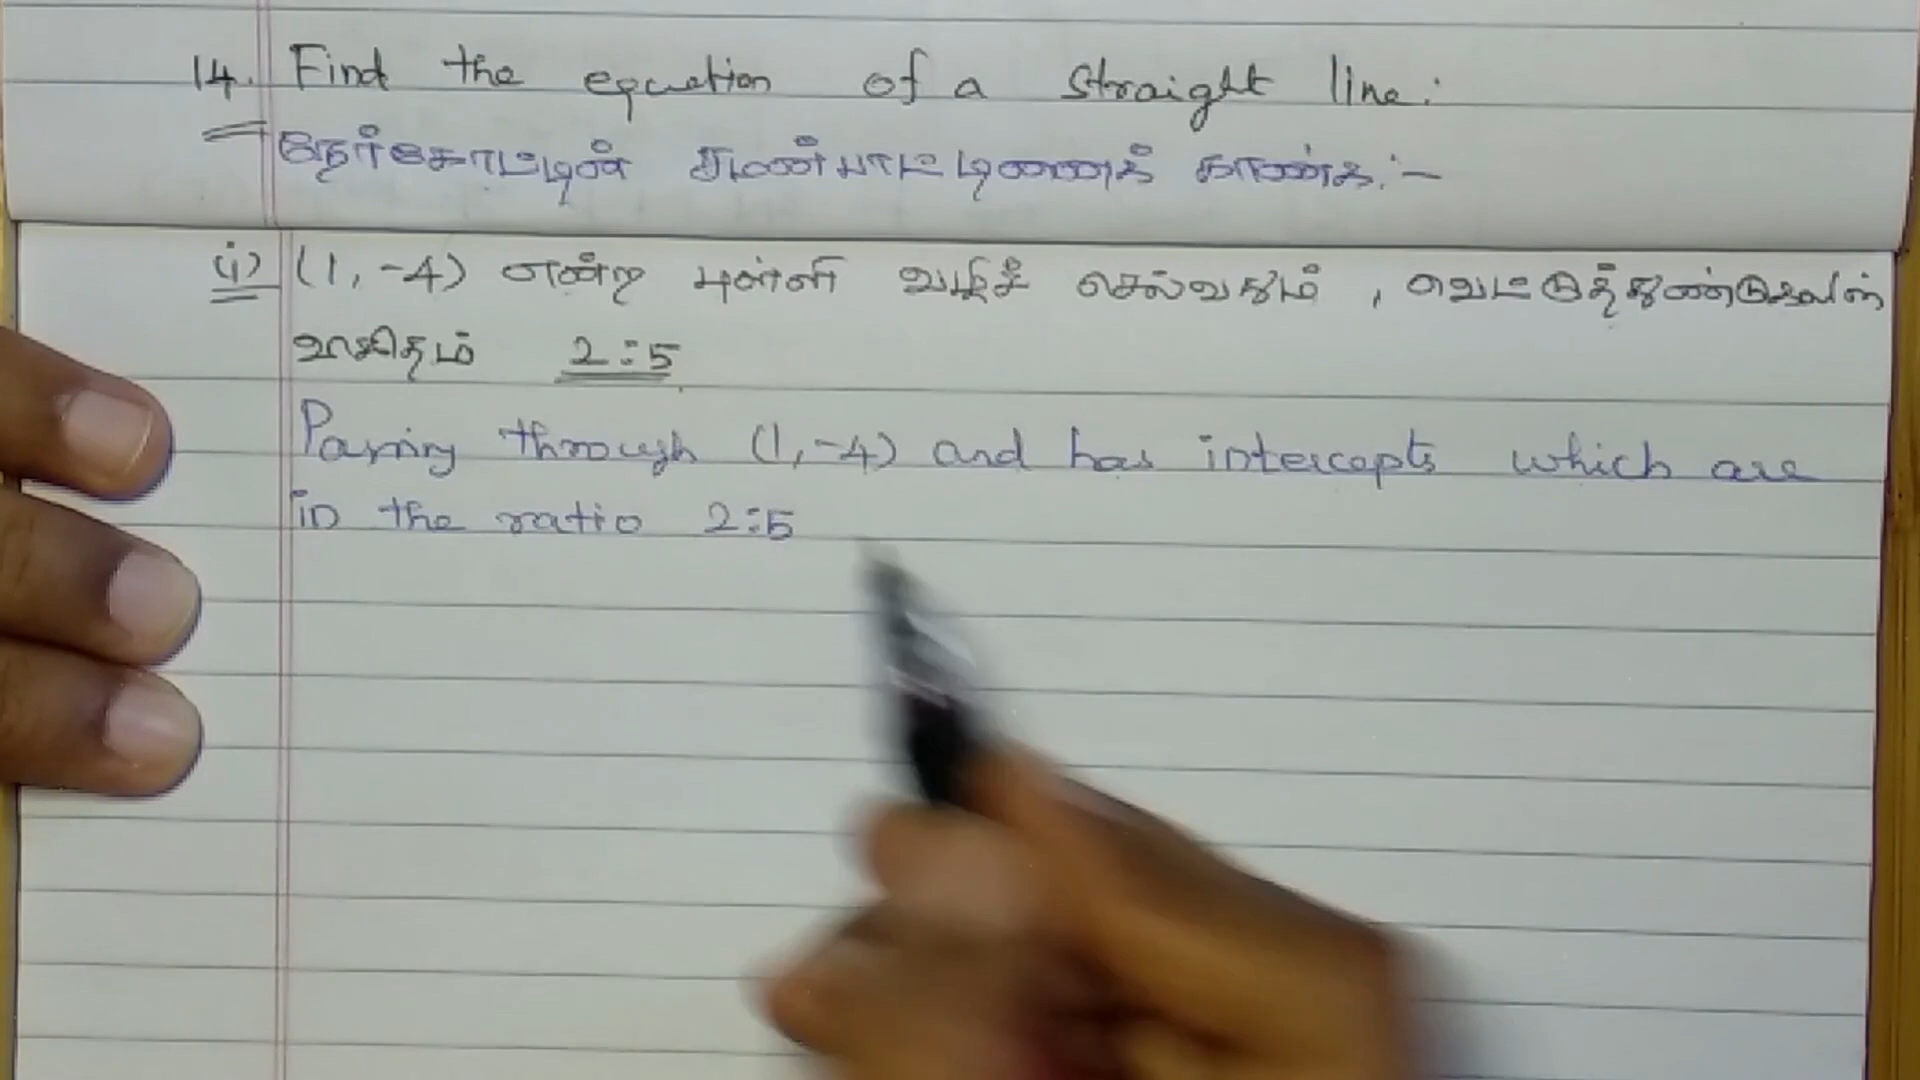 14. Find the equation of a straight line:
நேர்கோட்டின் சமன்பாட்டினைக் காண்க:-
(i) (1, -4) என்ற புள்ளி வழிச் செல்வதும், வெட்டுத்துண்டுகளின்
விகிதம் 2:5
Passing through (1, -4) and has intercepts which are
in the ratio 2:5